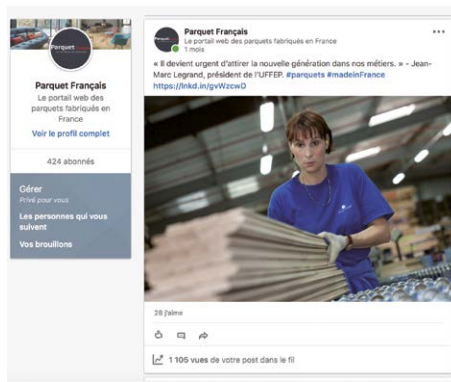 Parquet
Parquet Français
Le portail web des
parquets fabriqués en
France
Voir le profil complet
424 abonnés
Gérer
Privé pour vous
Les personnes qui vous
suivent
Vos brouillons
Parquet Français
Le portail web des parquets fabriqués en France
1 mois
« Il devient urgent d'attirer la nouvelle génération dans nos métiers. » - Jean-
Marc Legrand, président de l'UFFEP. #parquets #madeinFrance
https://lnkd.in/gvWzcwD
28 j'aime
1 105 vues de votre post dans le fil